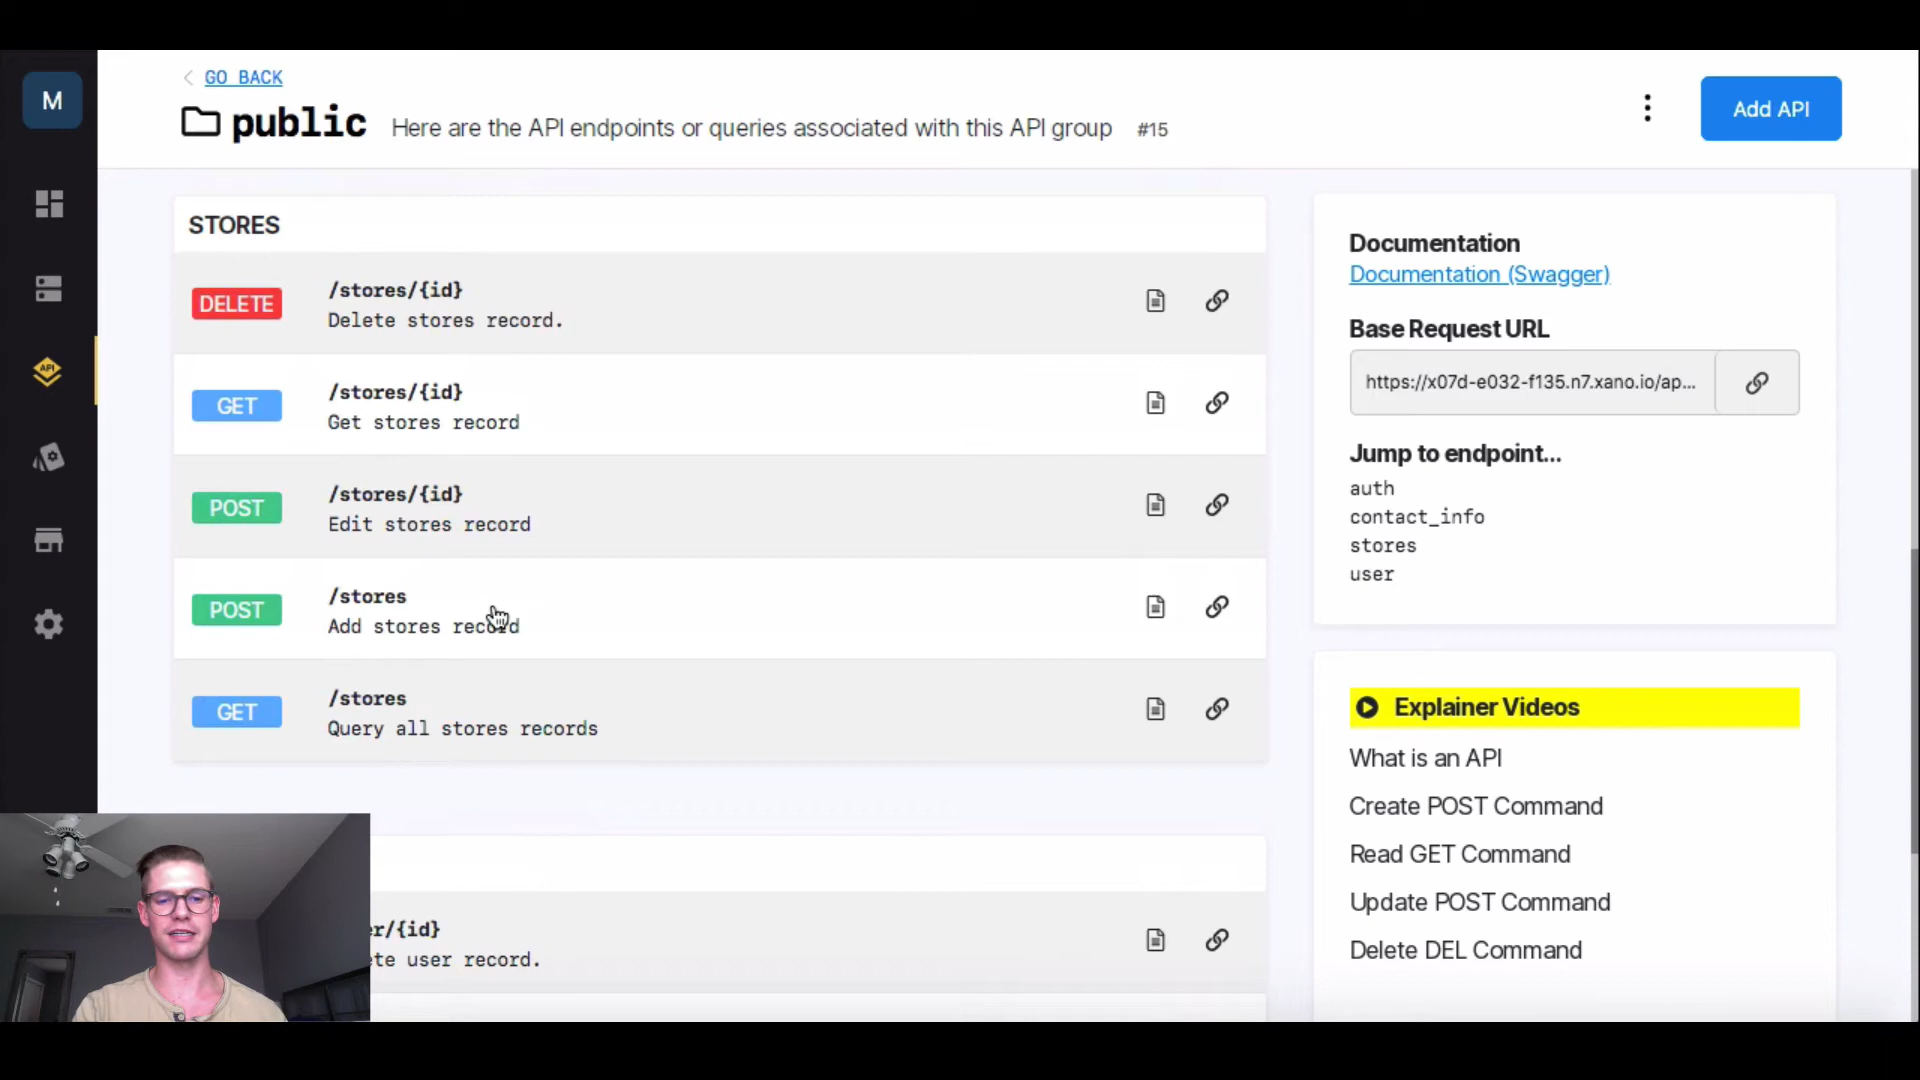 M
GO BACK
public
Here are the API endpoints or queries associated with this API group
#15
Add API
API
STORES
DELETE
/stores/{id}
Delete stores record.
GET
/stores/{id}
Get stores record
POST
/stores/{id}
Edit stores record
POST
/stores
Add stores record
GET
/stores
Query all stores records
er/{id}
ete user record.
Documentation
Documentation (Swagger)
Base Request URL
https://x07d-e032-f135.n7.xano.io/ap...
Jump to endpoint...
auth
contact_info
stores
user
Explainer Videos
What is an API
Create POST Command
Read GET Command
Update POST Command
Delete DEL Command